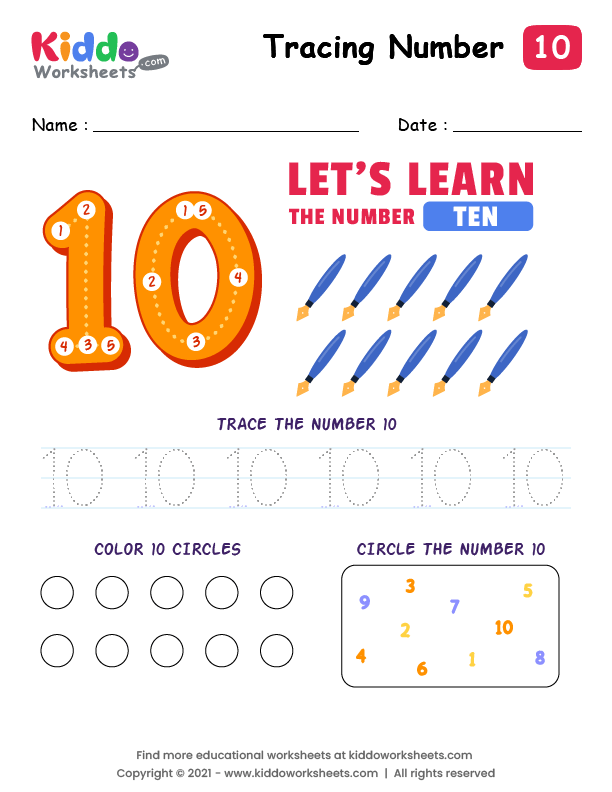 Kiddo
Worksheets
.com
Tracing Number 10
Name : Date :
LET'S LEARN
THE NUMBER TEN
1 2 4 3 5
1 5 2 4 3
TRACE THE NUMBER 10
10 10 10 10 10 10
COLOR 10 CIRCLES
CIRCLE THE NUMBER 10
3 5
9 7
2 10
4 6 1 8
Find more educational worksheets at kiddoworksheets.com
Copyright © 2021 - www.kiddoworksheets.com | All rights reserved